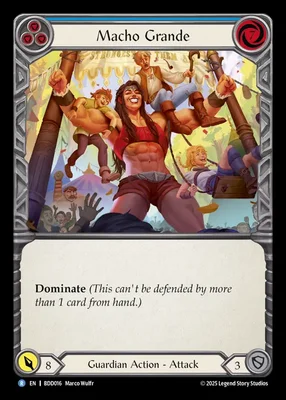 Macho Grande
Dominate (This can't be defended by more
than 1 card from hand.)
8
Guardian Action - Attack
3
R EN | BDD016 Marco Wulfr
©2025 Legend Story Studios